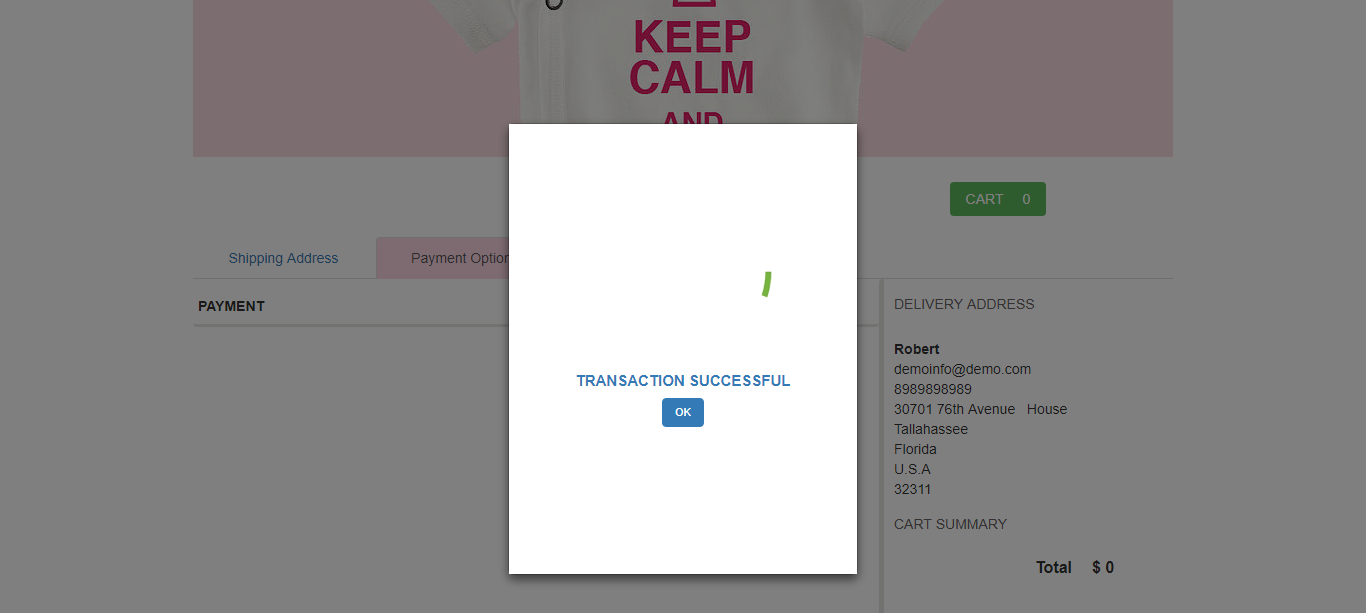 KEEP
CALM
AND
CART 0
Shipping Address
Payment Option
PAYMENT
TRANSACTION SUCCESSFUL
OK
DELIVERY ADDRESS
Robert
demoinfo@demo.com
8989898989
30701 76th Avenue House
Tallahassee
Florida
U.S.A
32311
CART SUMMARY
Total $ 0